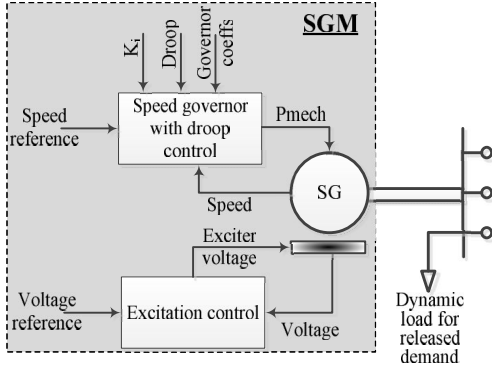 SGM
K_i
Droop
Governor
coeffs
Speed
reference
Speed governor
with droop
control
Pmech
SG
Speed
Exciter
voltage
Voltage
reference
Excitation control
Voltage
Dynamic
load for
released
demand